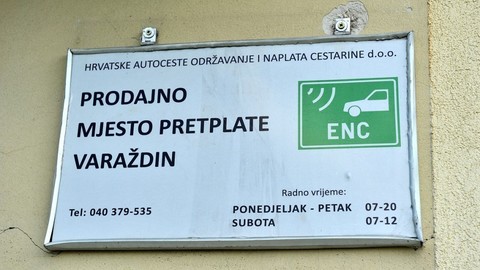 HRVATSKE AUTOCESTE ODRŽAVANJE I NAPLATA CESTARINE d.o.o.
PRODAJNO
MJESTO PRETPLATE
VARAŽDIN
ENC
Radno vrijeme:
Tel: 040 379-535
PONEDJELJAK - PETAK 07-20
SUBOTA 07-12